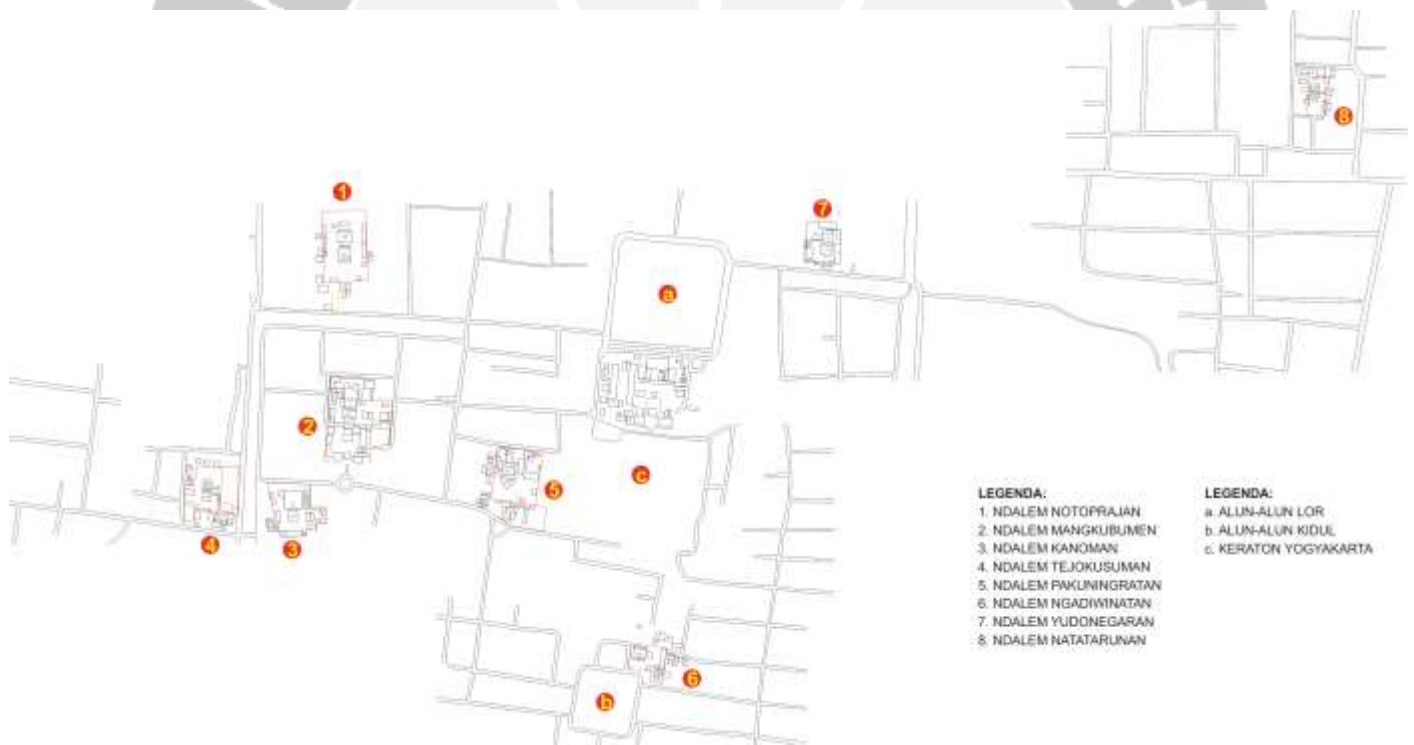 8
1
7
a
2
c
5
4
3
6
b
LEGENDA:
1. NDALEM NOTOPRAJAN
2. NDALEM MANGKUBUMEN
3. NDALEM KANOMAN
4. NDALEM TEJOKUSUMAN
5. NDALEM PAKUNINGRATAN
6. NDALEM NGADIWINATAN
7. NDALEM YUDONEGARAN
8. NDALEM NATATARUNAN
LEGENDA:
a. ALUN-ALUN LOR
b. ALUN-ALUN KIDUL
c. KERATON YOGYAKARTA